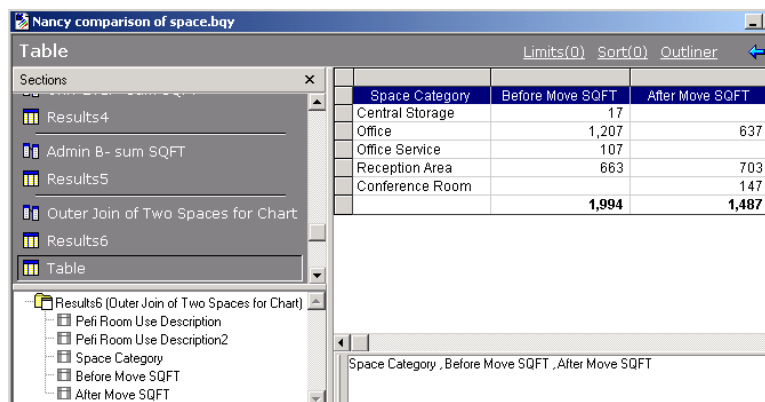 Nancy comparison of space.bqy
Table
Limits(0) Sort(0) Outliner
Sections
Results4
Admin B- sum SQFT
Results5
Outer Join of Two Spaces for Chart
Results6
Table
Results6 (Outer Join of Two Spaces for Chart)
Pefi Room Use Description
Pefi Room Use Description2
Space Category
Before Move SQFT
After Move SQFT
Space Category Before Move SQFT After Move SQFT
Central Storage 17
Office 1,207 637
Office Service 107
Reception Area 663 703
Conference Room 147
1,994 1,487
Space Category ,Before Move SQFT ,After Move SQFT